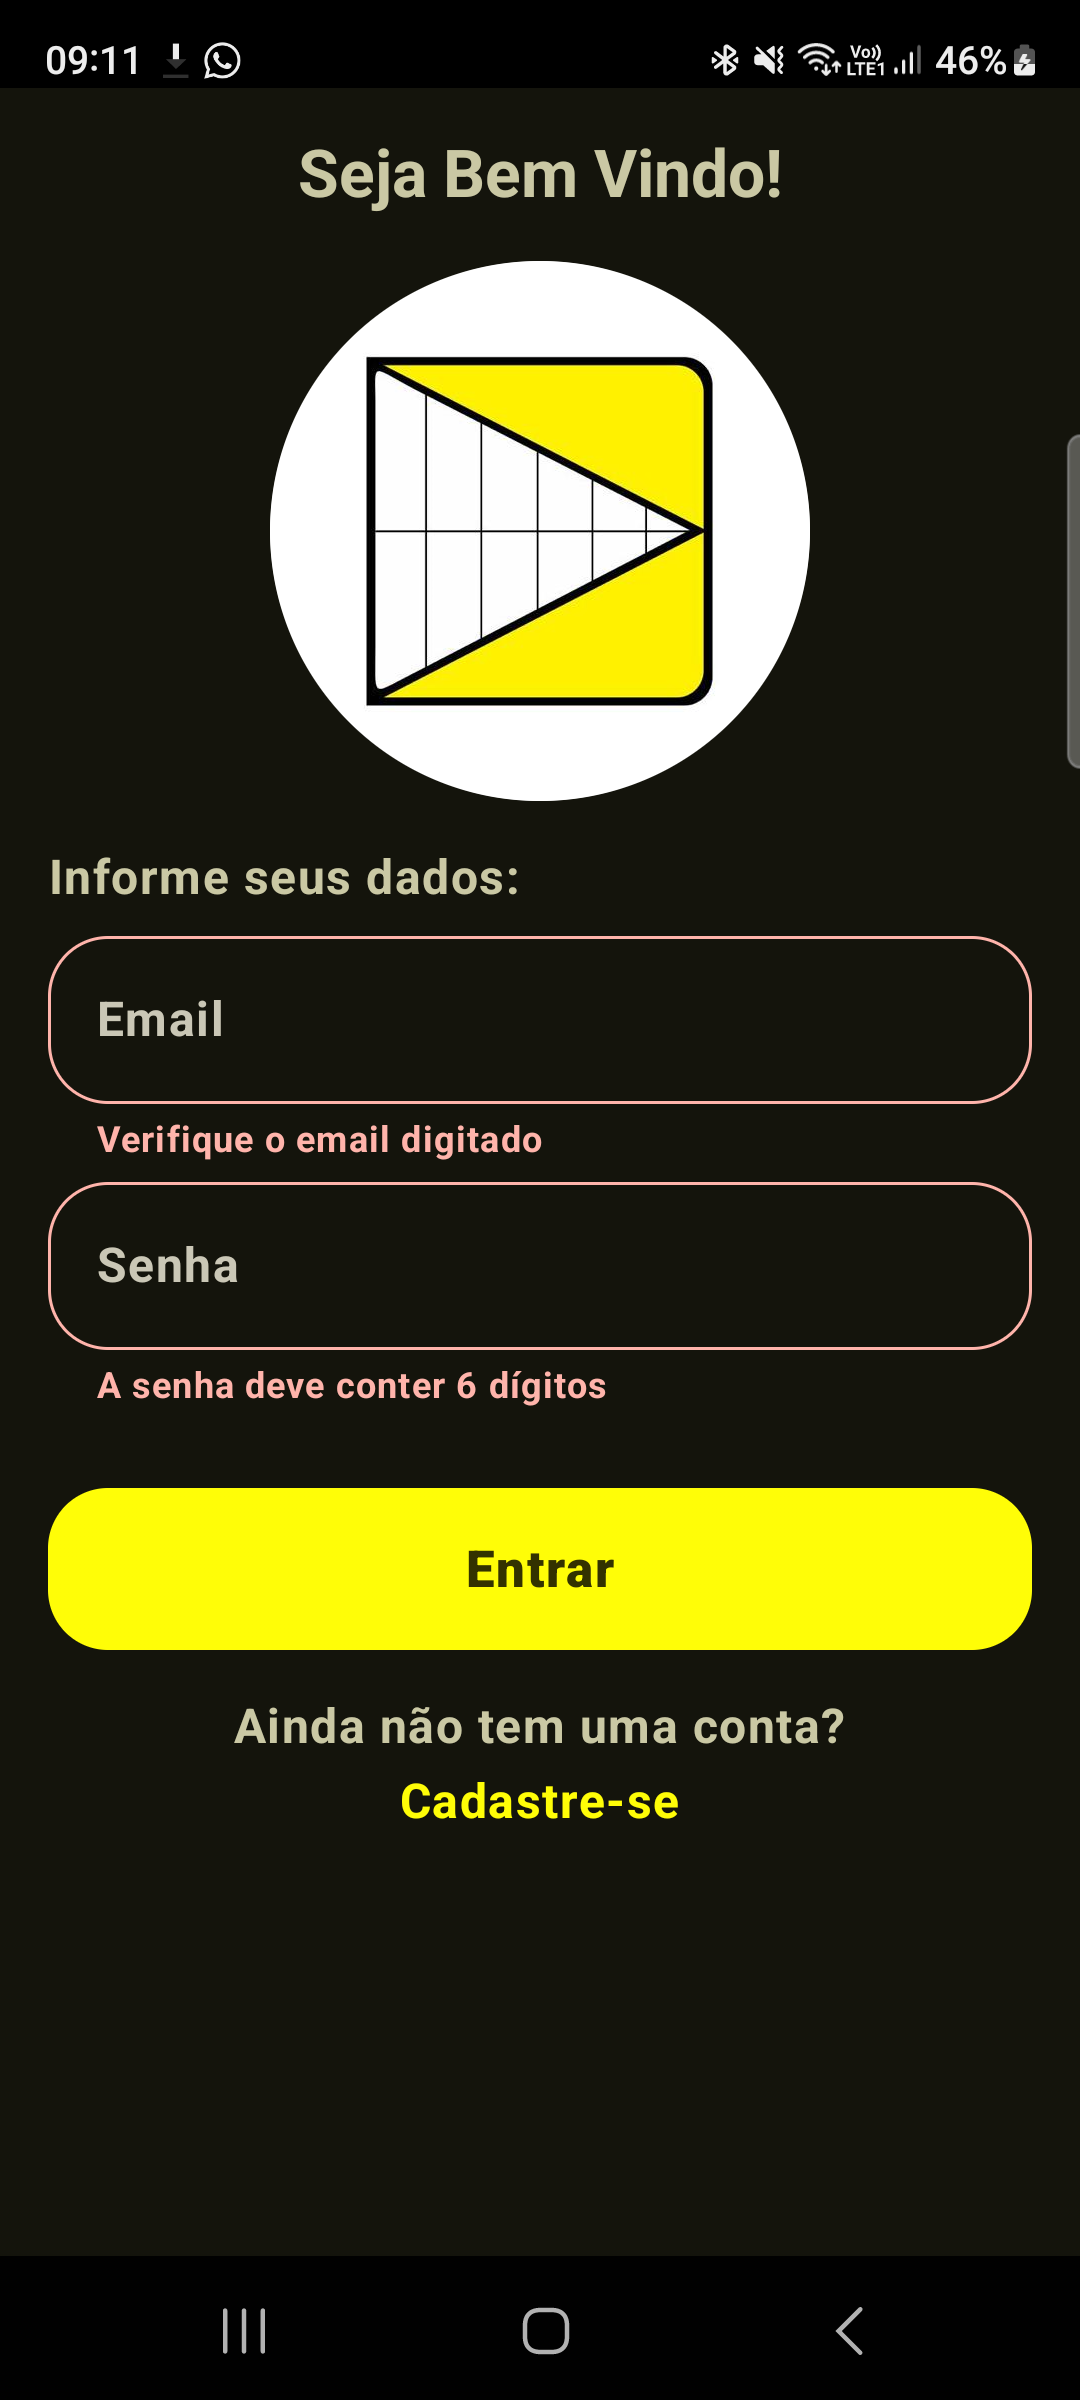 09:11
Vo)) LTE1 46%
Seja Bem Vindo!
Informe seus dados:
Email
Verifique o email digitado
Senha
A senha deve conter 6 dígitos
Entrar
Ainda não tem uma conta?
Cadastre-se